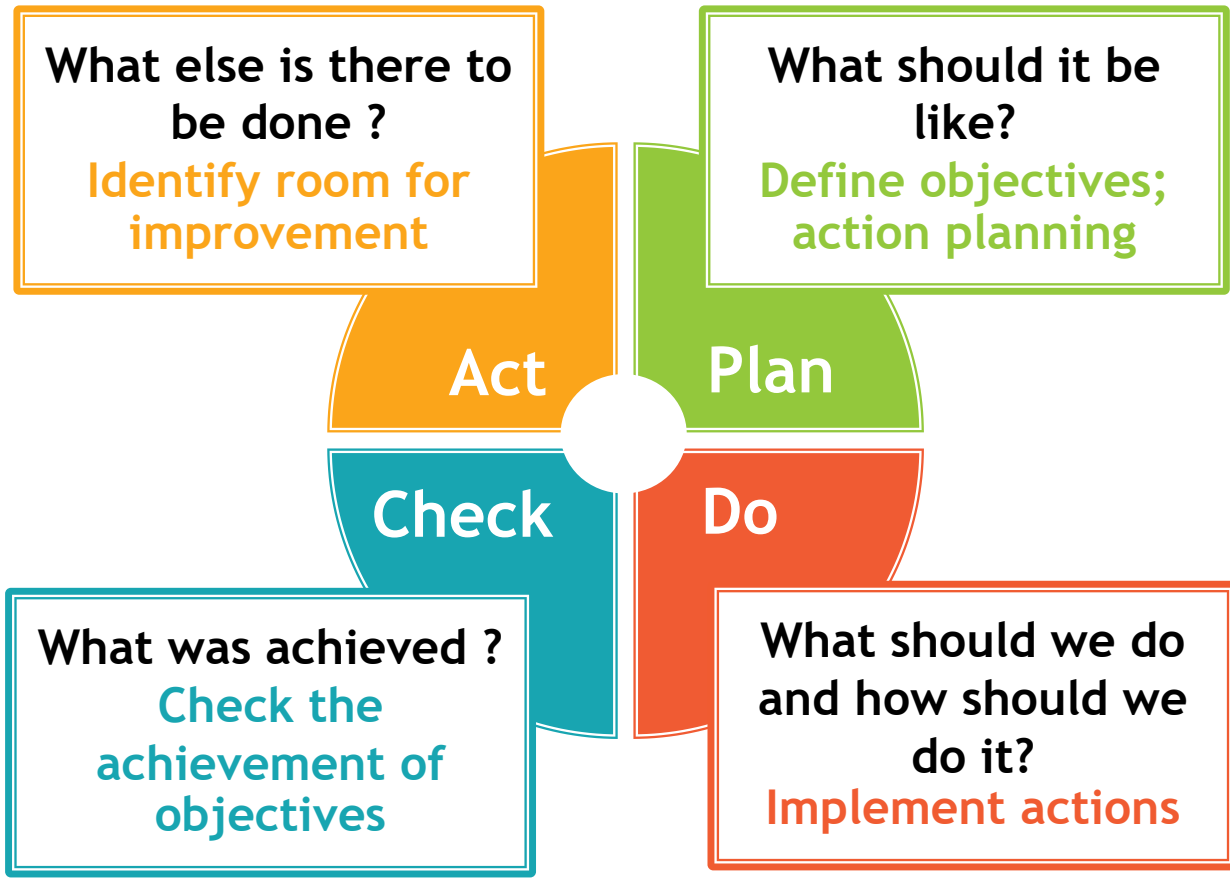 What else is there to
be done ?
Identify room for
improvement
What should it be
like?
Define objectives;
action planning
Act
Plan
Check
Do
What was achieved ?
Check the
achievement of
objectives
What should we do
and how should we
do it?
Implement actions